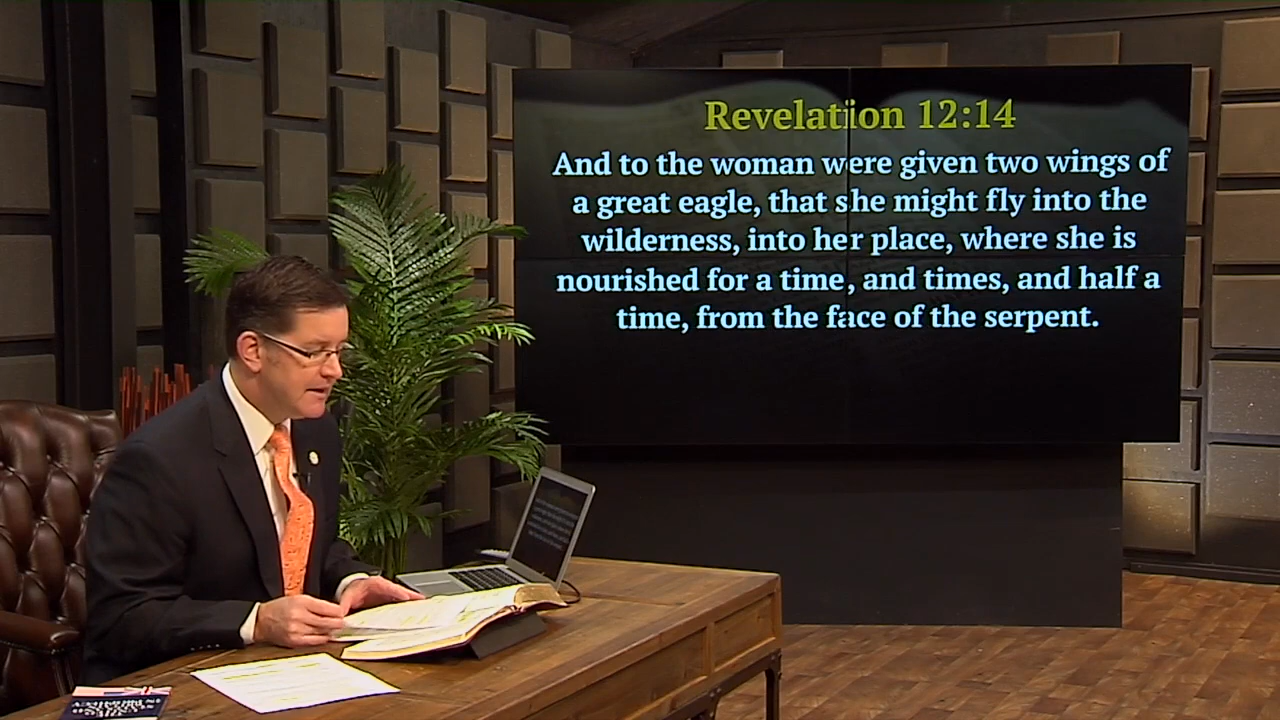 Revelation 12:14
And to the woman were given two wings of
a great eagle, that she might fly into the
wilderness, into her place, where she is
nourished for a time, and times, and half a
time, from the face of the serpent.